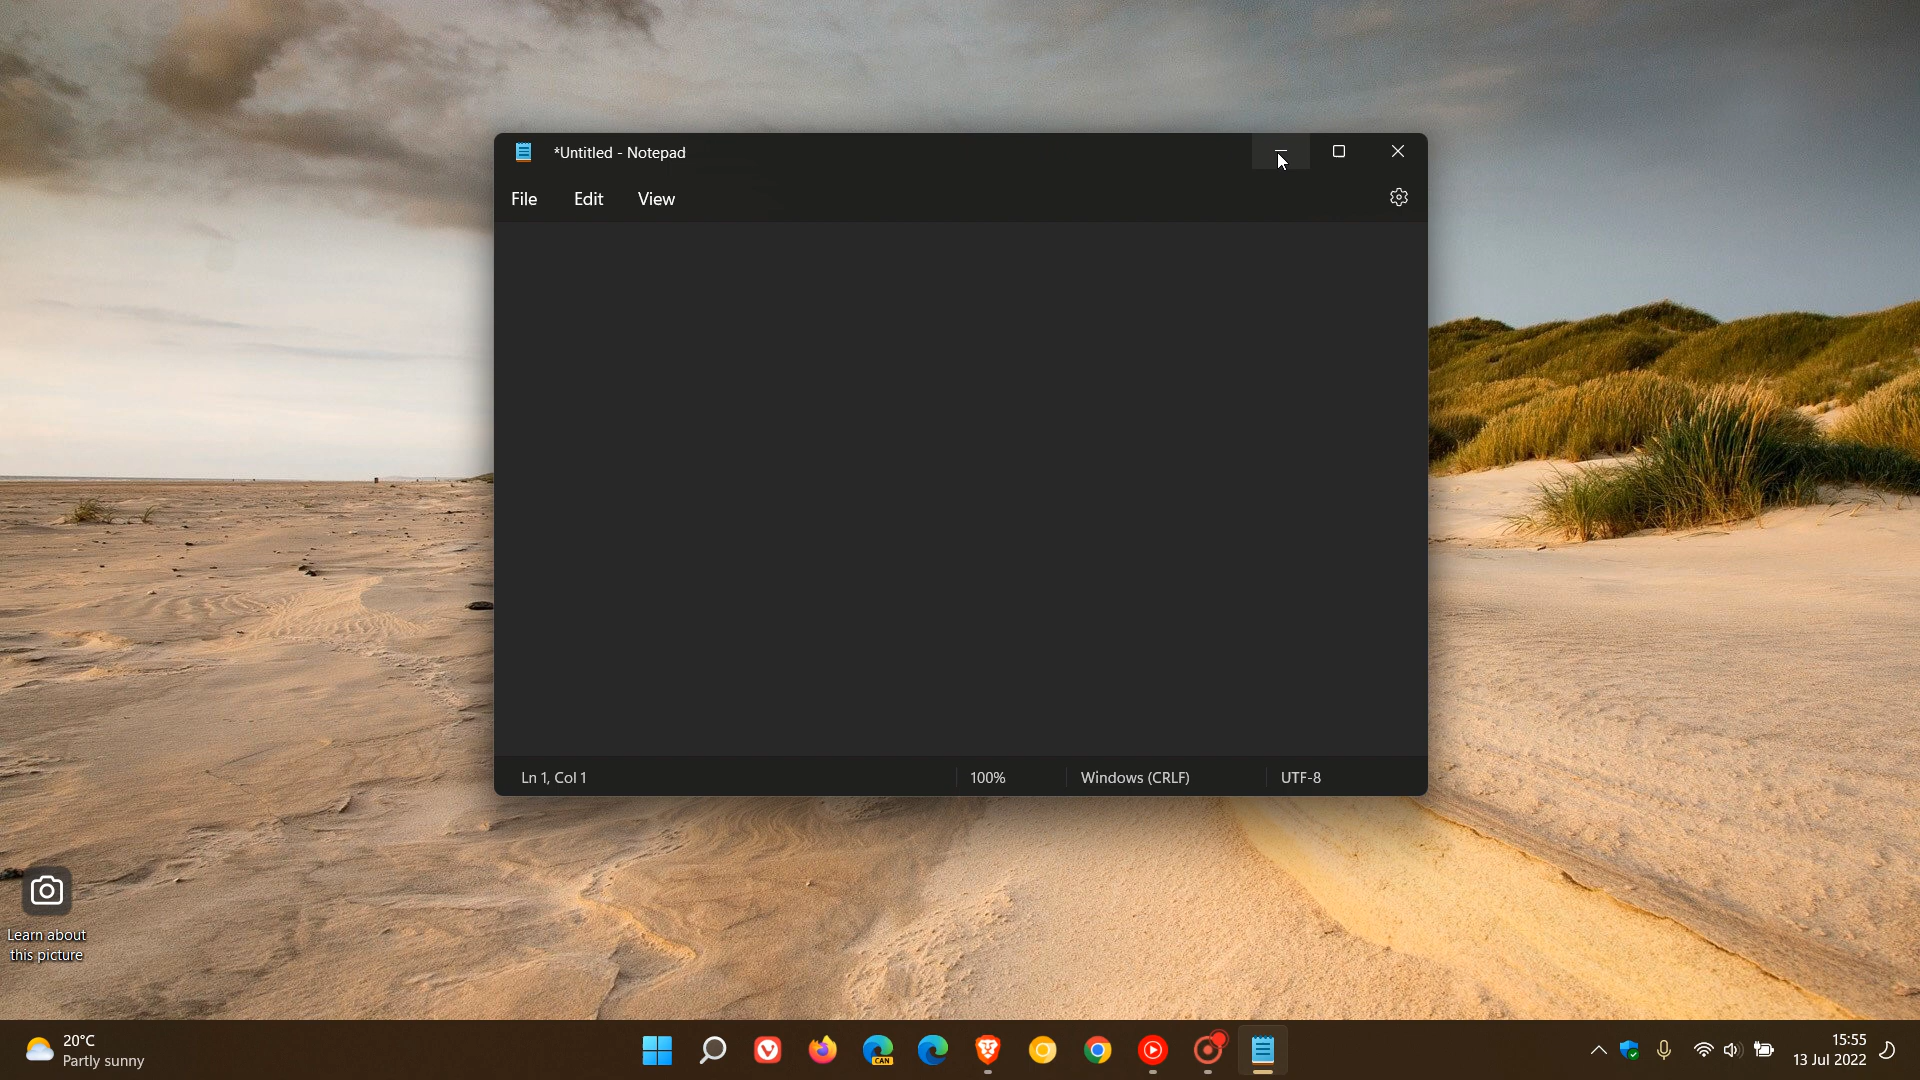 *Untitled - Notepad
File Edit View
Ln 1, Col 1 100% Windows (CRLF) UTF-8
Learn about
this picture
20°C
Partly sunny
CAN
15:55
13 Jul 2022